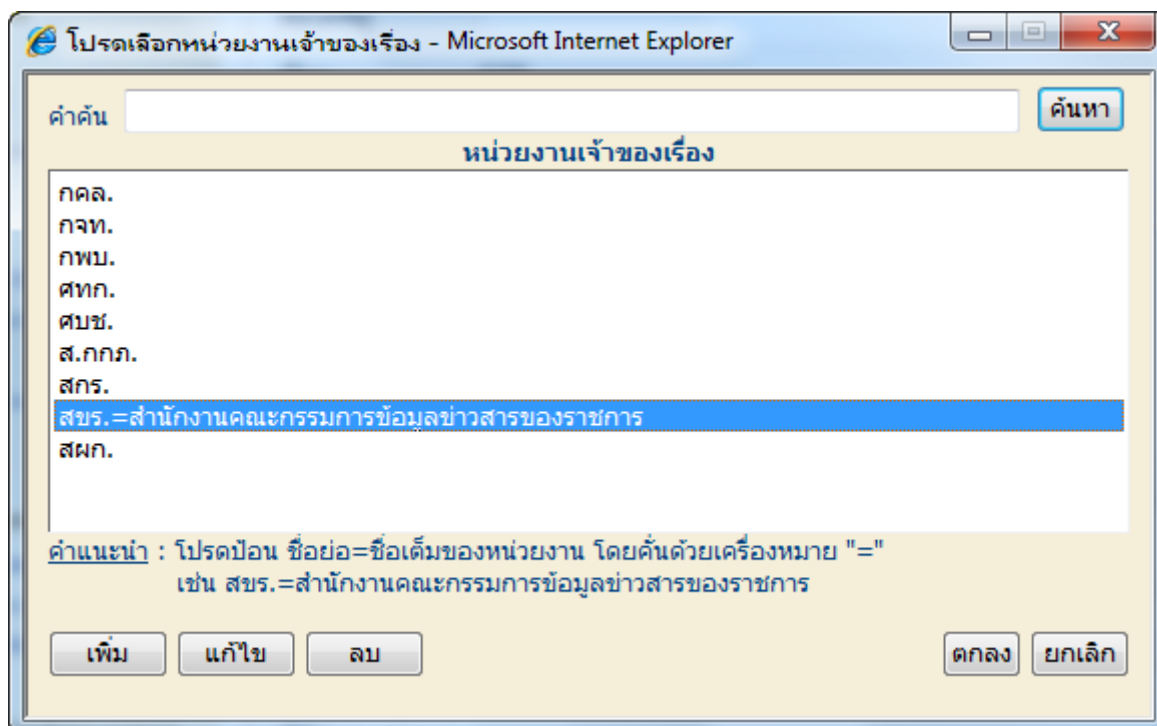 โปรดเลือกหน่วยงานเจ้าของเรื่อง - Microsoft Internet Explorer
คำค้น ค้นหา
หน่วยงานเจ้าของเรื่อง
กคล.
กจท.
กพบ.
ศทก.
ศบช.
ส.กกภ.
สกร.
สขร.=สำนักงานคณะกรรมการข้อมูลข่าวสารของราชการ
สผก.
คำแนะนำ : โปรดป้อน ชื่อย่อ=ชื่อเต็มของหน่วยงาน โดยคั่นด้วยเครื่องหมาย "="
เช่น สขร.=สำนักงานคณะกรรมการข้อมูลข่าวสารของราชการ
เพิ่ม แก้ไข ลบ ตกลง ยกเลิก